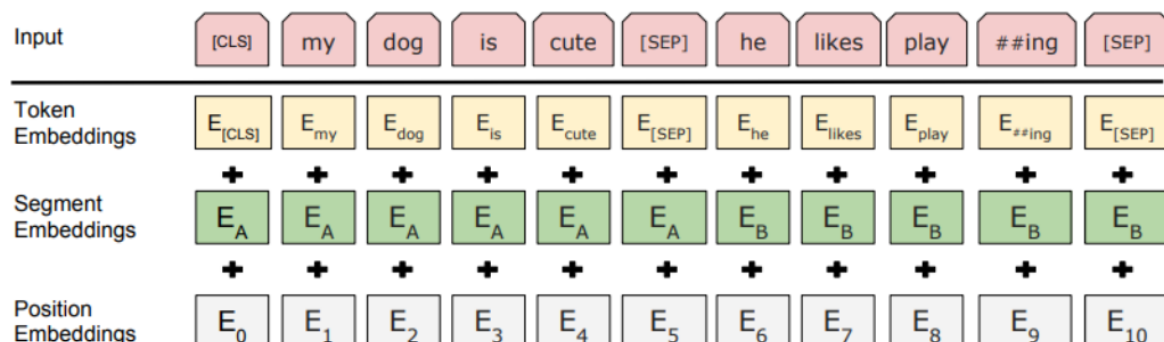 Input [CLS] my dog is cute [SEP] he likes play ##ing [SEP]
Token Embeddings E[CLS] Emy Edog Eis Ecute E[SEP] Ehe Elikes Eplay E##ing E[SEP]
+ + + + + + + + + + +
Segment Embeddings EA EA EA EA EA EA EB EB EB EB EB
+ + + + + + + + + + +
Position Embeddings E0 E1 E2 E3 E4 E5 E6 E7 E8 E9 E10